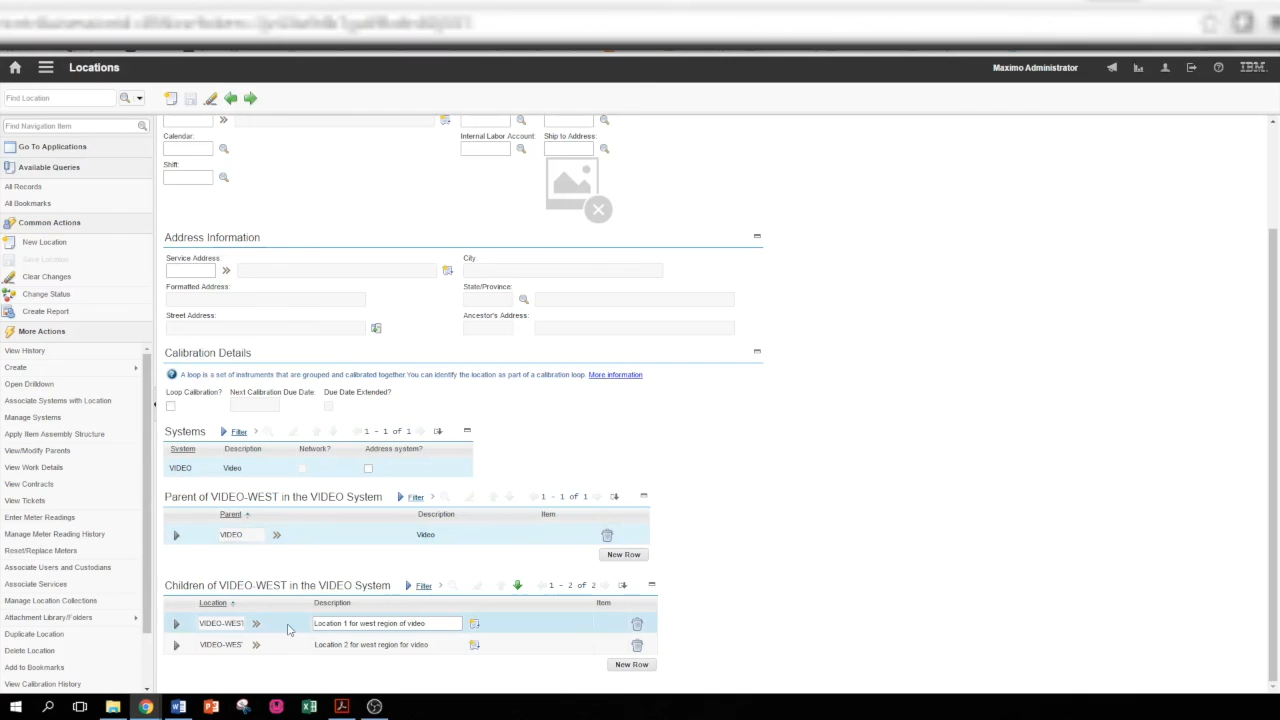 Locations
Maximo Administrator
IBM.
Find Location
Find Navigation Item
Go To Applications
Available Queries
All Records
All Bookmarks
Common Actions
New Location
Save Location
Clear Changes
Change Status
Create Report
More Actions
View History
Create
Open Drilldown
Associate Systems with Location
Manage Systems
Apply Item Assembly Structure
View/Modify Parents
View Work Details
View Contracts
View Tickets
Enter Meter Readings
Manage Meter Reading History
Reset/Replace Meters
Associate Users and Custodians
Associate Services
Manage Location Collections
Attachment Library/Folders
Duplicate Location
Delete Location
Add to Bookmarks
View Calibration History
Calendar:
Internal Labor Account:
Ship to Address:
Shift:
Address Information
Service Address:
City:
Formatted Address:
State/Province:
Street Address:
Ancestor's Address:
Calibration Details
A loop is a set of instruments that are grouped and calibrated together.You can identify the location as part of a calibration loop. More information
Loop Calibration?
Next Calibration Due Date:
Due Date Extended?
Systems Filter 1 - 1 of 1
System Description Network? Address system?
VIDEO Video
Parent of VIDEO-WEST in the VIDEO System Filter 1 - 1 of 1
Parent Description Item
VIDEO Video
New Row
Children of VIDEO-WEST in the VIDEO System Filter 1 - 2 of 2
Location Description Item
VIDEO-WEST Location 1 for west region of video
VIDEO-WES Location 2 for west region for video
New Row